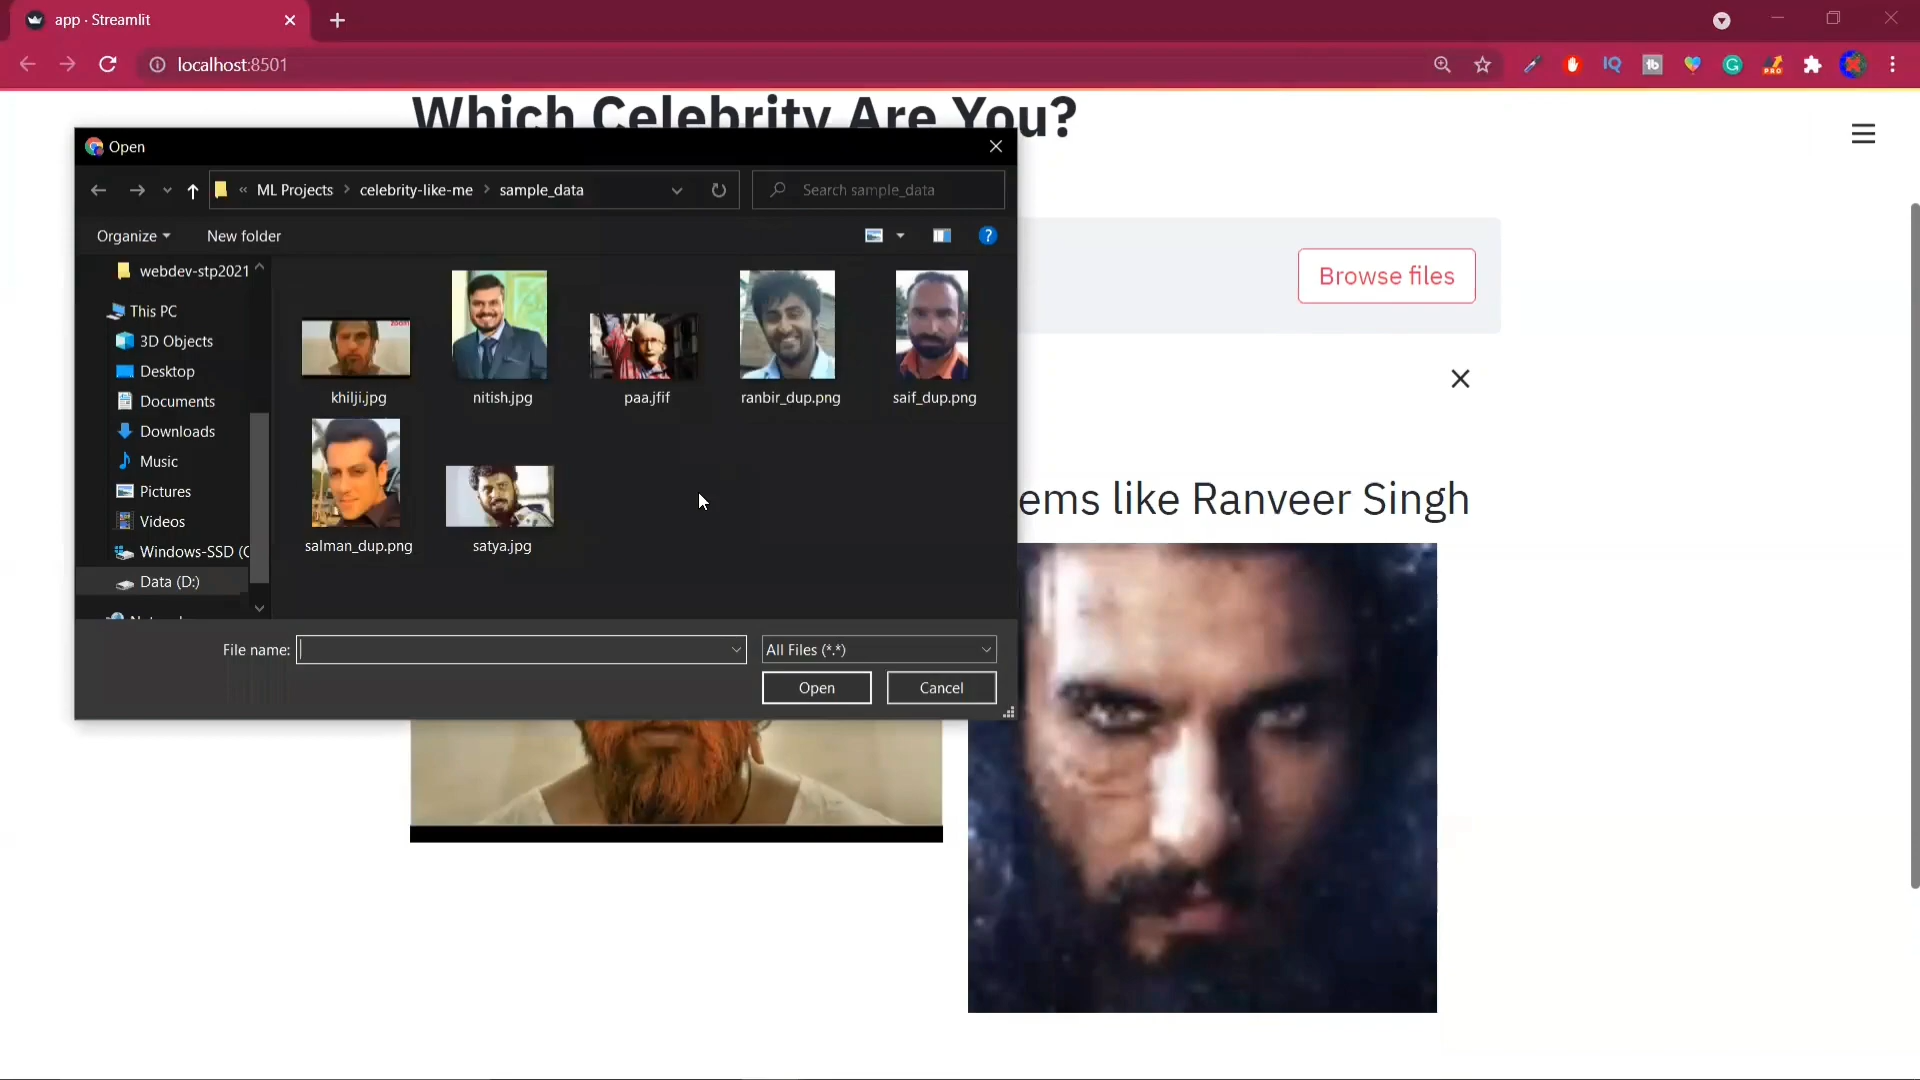 app · Streamlit
localhost:8501
Which Celebrity Are You?
Open
« ML Projects › celebrity-like-me › sample_data
Search sample_data
Organize
New folder
Browse files
webdev-stp2021
This PC
3D Objects
Desktop
Documents
Downloads
Music
Pictures
Videos
Windows-SSD (C
Data (D:)
zoom
khilji.jpg
nitish.jpg
paa.jfif
ranbir_dup.png
saif_dup.png
salman_dup.png
satya.jpg
ems like Ranveer Singh
File name:
All Files (*.*)
Open
Cancel